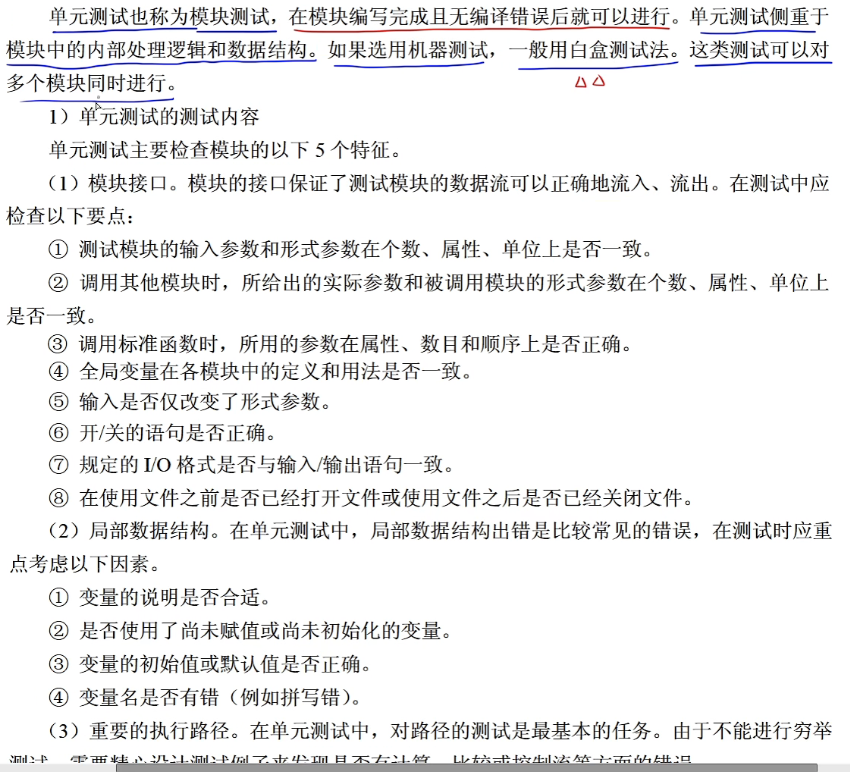 单元测试也称为模块测试，在模块编写完成且无编译错误后就可以进行。单元测试侧重于
模块中的内部处理逻辑和数据结构。如果选用机器测试，一般用白盒测试法。这类测试可以对
多个模块同时进行。
1）单元测试的测试内容
单元测试主要检查模块的以下 5 个特征。
（1）模块接口。模块的接口保证了测试模块的数据流可以正确地流入、流出。在测试中应
检查以下要点：
① 测试模块的输入参数和形式参数在个数、属性、单位上是否一致。
② 调用其他模块时，所给出的实际参数和被调用模块的形式参数在个数、属性、单位上
是否一致。
③ 调用标准函数时，所用的参数在属性、数目和顺序上是否正确。
④ 全局变量在各模块中的定义和用法是否一致。
⑤ 输入是否仅改变了形式参数。
⑥ 开/关的语句是否正确。
⑦ 规定的 I/O 格式是否与输入/输出语句一致。
⑧ 在使用文件之前是否已经打开文件或使用文件之后是否已经关闭文件。
（2）局部数据结构。在单元测试中，局部数据结构出错是比较常见的错误，在测试时应重
点考虑以下因素。
① 变量的说明是否合适。
② 是否使用了尚未赋值或尚未初始化的变量。
③ 变量的初始值或默认值是否正确。
④ 变量名是否有错（例如拼写错）。
（3）重要的执行路径。在单元测试中，对路径的测试是最基本的任务。由于不能进行穷举
测试，需要精心设计测试例子来发现是否有计算、比较或控制流等方面的错误